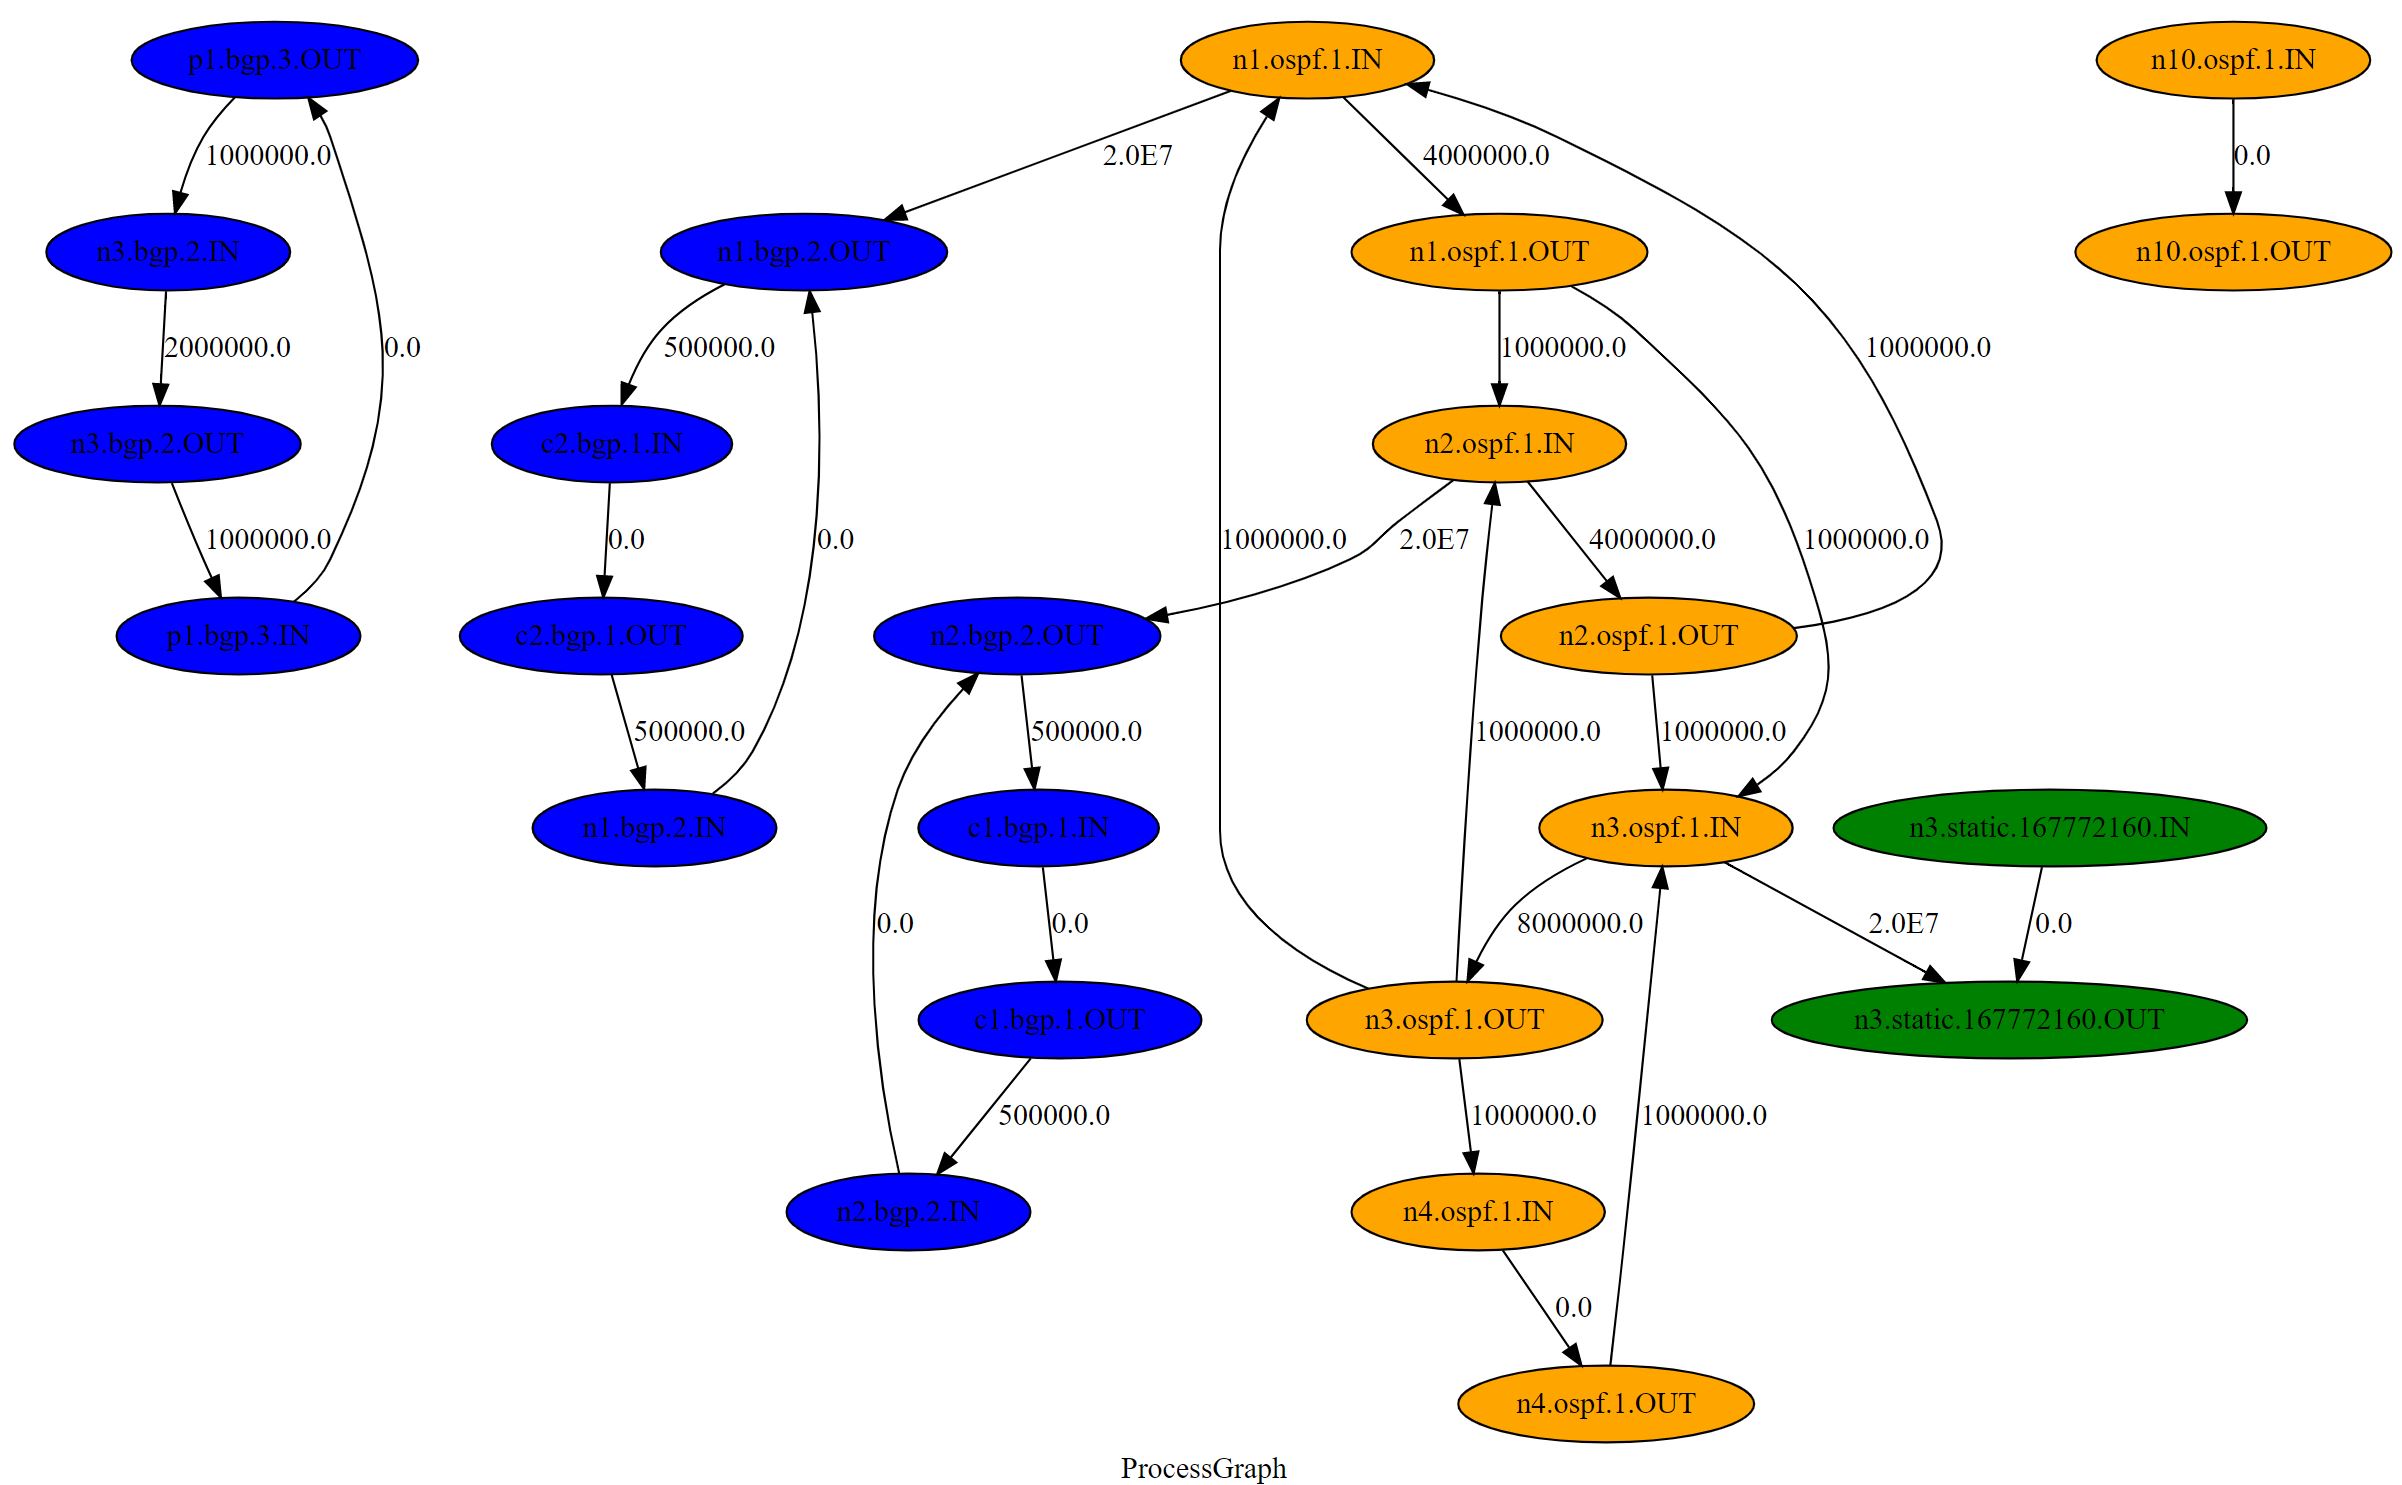 p1.bgp.3.OUT
n1.ospf.1.IN
n10.ospf.1.IN
1000000.0
2.0E7
4000000.0
0.0
n3.bgp.2.IN
n1.bgp.2.OUT
n1.ospf.1.OUT
n10.ospf.1.OUT
2000000.0
0.0
500000.0
1000000.0
1000000.0
n3.bgp.2.OUT
c2.bgp.1.IN
n2.ospf.1.IN
1000000.0
0.0
0.0
1000000.0
2.0E7
4000000.0
1000000.0
p1.bgp.3.IN
c2.bgp.1.OUT
n2.bgp.2.OUT
n2.ospf.1.OUT
500000.0
500000.0
1000000.0
1000000.0
n1.bgp.2.IN
c1.bgp.1.IN
n3.ospf.1.IN
n3.static.167772160.IN
0.0
0.0
8000000.0
2.0E7
0.0
c1.bgp.1.OUT
n3.ospf.1.OUT
n3.static.167772160.OUT
500000.0
1000000.0
1000000.0
n2.bgp.2.IN
n4.ospf.1.IN
0.0
n4.ospf.1.OUT
ProcessGraph